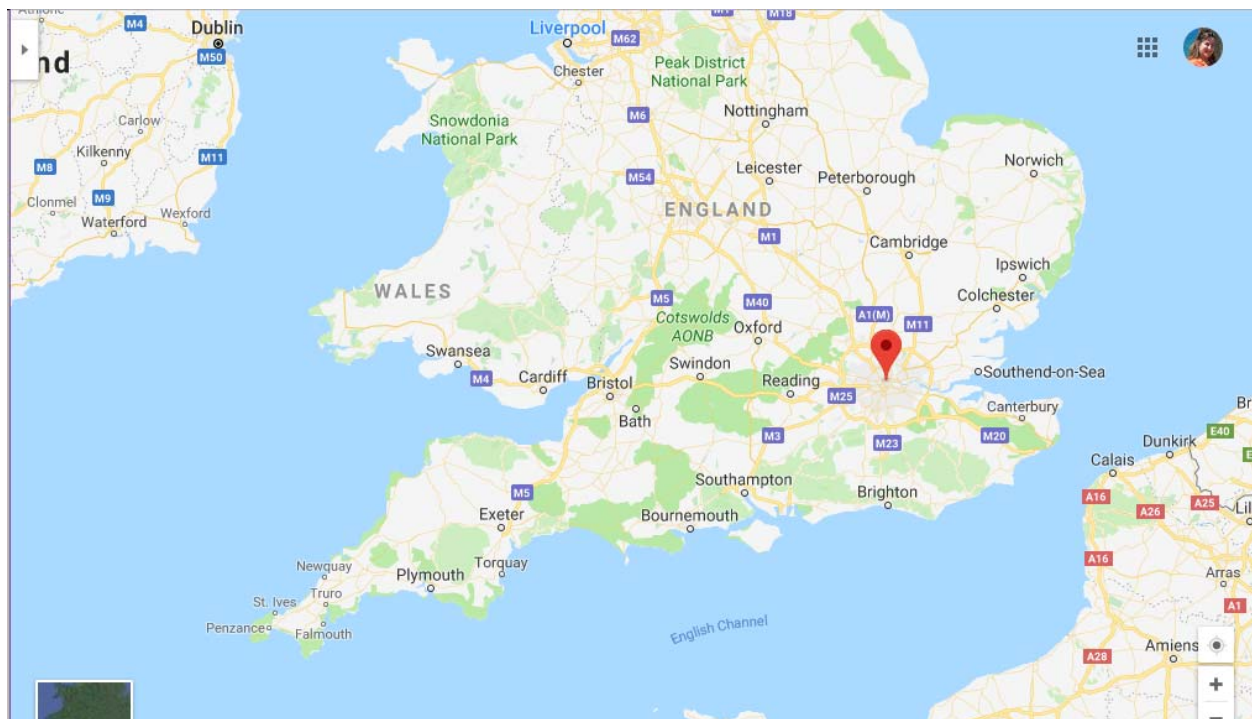 Athlone
M4
Dublin
M50
nd
Liverpool
M62
M18
Chester
Peak District
National Park
Carlow
Snowdonia
National Park
M6
Nottingham
Kilkenny
M11
M8
M54
Leicester
Peterborough
Norwich
M9
Clonmel
Waterford
Wexford
ENGLAND
M1
Cambridge
Ipswich
WALES
M5
M40
Colchester
Cotswolds
AONB
Oxford
A1(M)
M11
Swansea
Swindon
M4
Cardiff
Bristol
Reading
M25
Southend-on-Sea
Bath
Canterbury
Br
E40
M3
M23
M20
Dunkirk
E
Calais
Southampton
M5
Brighton
A16
A25
A26
Lil
Exeter
Bournemouth
Newquay
Torquay
Plymouth
A16
Arras
St. Ives
Truro
A1
Penzance
Falmouth
English Channel
Amiens
A28
+
−